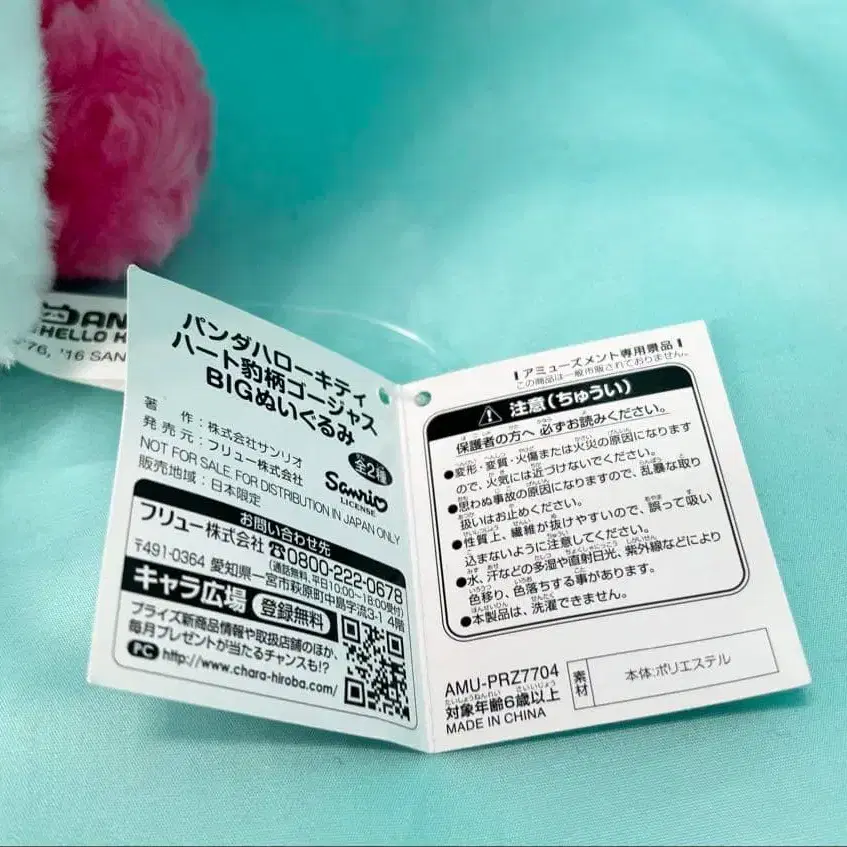 HELLO K
'76, '16 SAN
パンダハローキティ
ハート豹柄ゴージャス
BIGぬいぐるみ
全2種
著 作:株式会社サンリオ
発売元:フリュー株式会社
NOT FOR SALE. FOR DISTRIBUTION IN JAPAN ONLY
販売地域:日本限定
Sanrio
LICENSE
お問い合わせ先
フリュー株式会社 ☎0800-222-0678
(通話無料、平日10:00~18:00受付)
〒491-0364 愛知県一宮市萩原町中島字流3-1 4階
キャラ広場 登録無料
プライズ新商品情報や取扱店舗のほか、
毎月プレゼントが当たるチャンスも!?
PC http://www.chara-hiroba.com/
アミューズメント専用景品
この商品は一般市販されておりません。
注意(ちゅうい)
保護者の方へ 必ずお読みください。
●変形・変質・火傷または火災の原因になります
ので、火気には近づけないでください。
●思わぬ事故の原因になりますので、乱暴な取り
扱いはお止めください。
●性質上、繊維が抜けやすいので、誤って吸い
込まないように注意してください。
●水、汗などの多湿や直射日光、紫外線などにより
色移り、色落ちする事があります。
●本製品は、洗濯できません。
AMU-PRZ7704
対象年齢6歳以上
MADE IN CHINA
素材
本体:ポリエステル